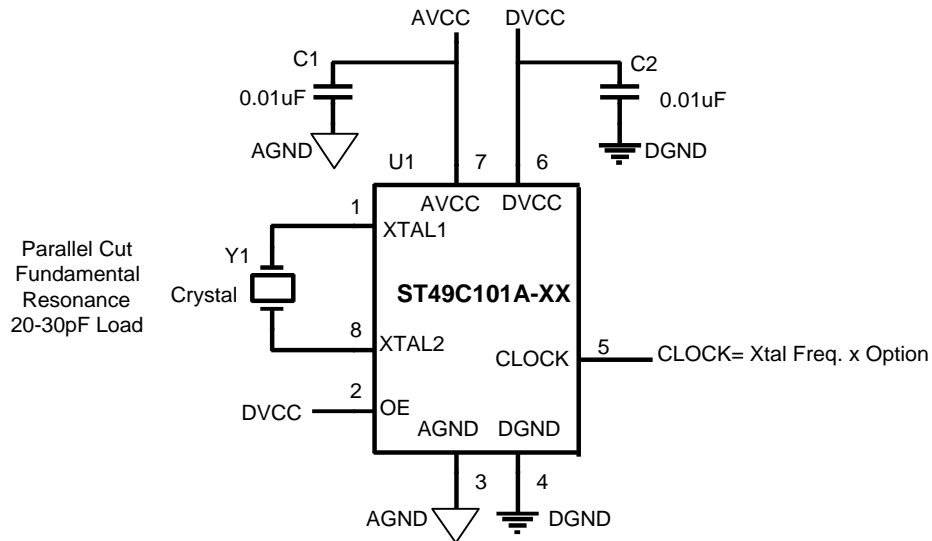 AVCC
DVCC
C1
C2
0.01uF
0.01uF
AGND
DGND
U1
7
6
AVCC
DVCC
1
XTAL1
Parallel Cut
Fundamental
Resonance
20-30pF Load
Y1
Crystal
ST49C101A-XX
8
XTAL2
CLOCK
5
CLOCK= Xtal Freq. x Option
2
DVCC
OE
AGND
DGND
3
4
AGND
DGND